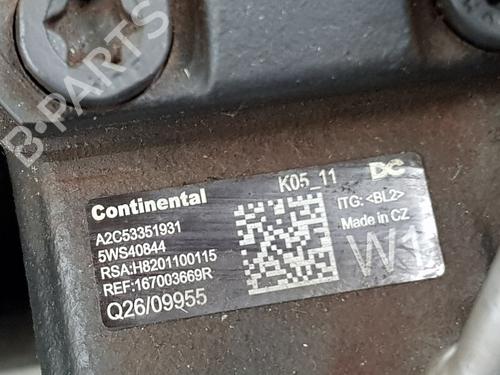 B-PARTS
Continental K05_11 DC
A2C53351931
5WS40844
RSA:H8201100115
REF:167003669R
Q26/09955
ITG: <BL2>
Made in CZ
W1